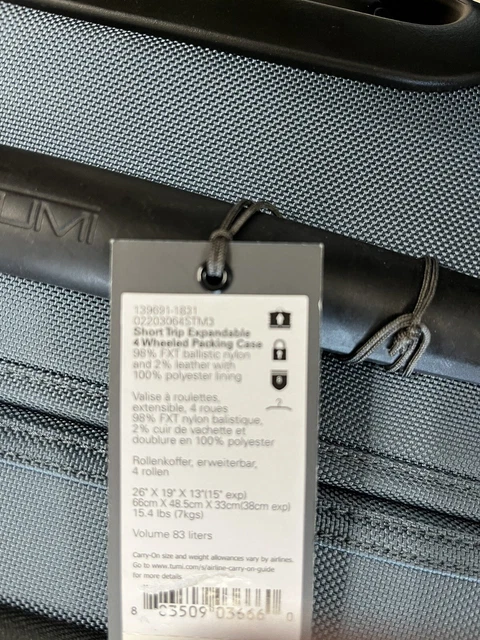 TUMI
139691-1831
02203064STM3
Short Trip Expandable
4 Wheeled Packing Case
98% FXT ballistic nylon
and 2% leather with
100% polyester lining
Valise à roulettes,
extensible, 4 roues
98% FXT nylon balistique,
2% cuir de vachette et
doublure en 100% polyester
Rollenkoffer, erweiterbar,
4 rollen
26" X 19" X 13"(15" exp)
66cm X 48.5cm X 33cm(38cm exp)
15.4 lbs (7kgs)
Volume 83 liters
Carry-On size and weight allowances vary by airlines.
Go to www.tumi.com/s/airline-carry-on-guide
for more details
8 83509 03666 0